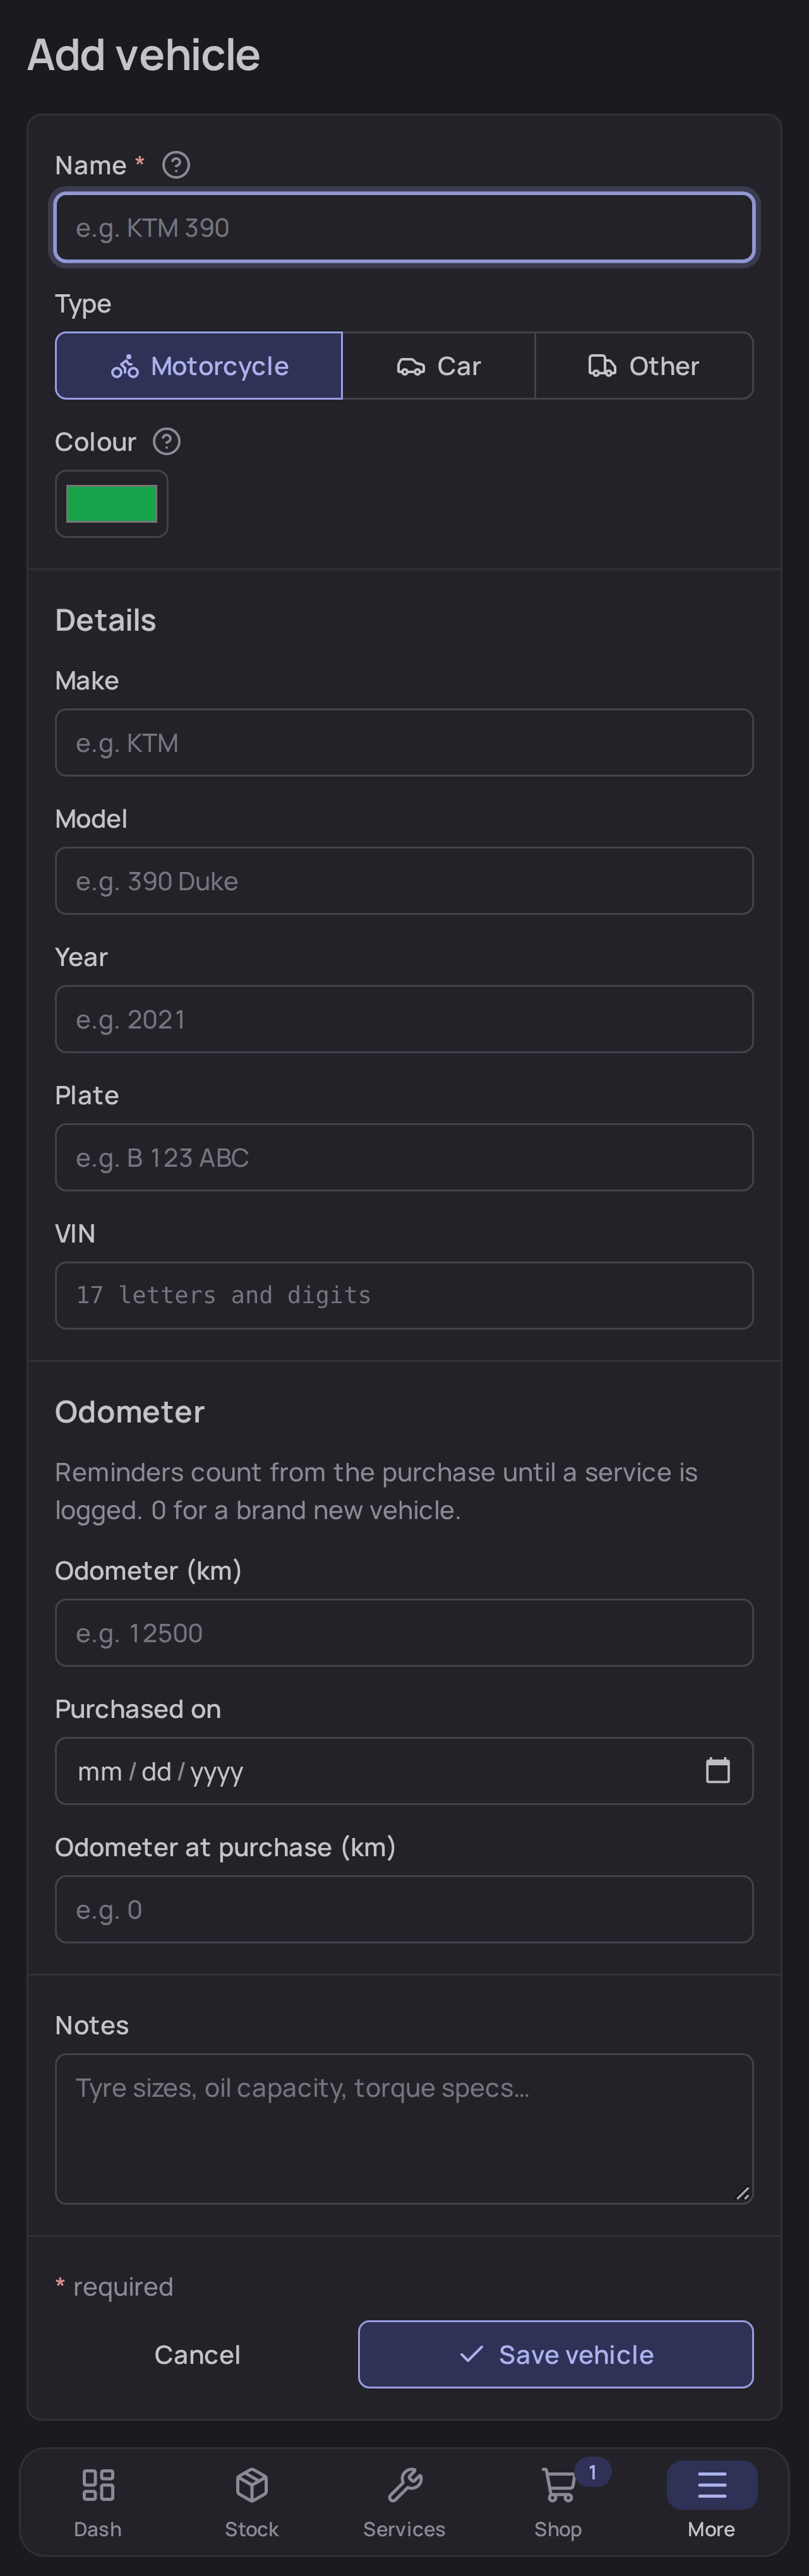 Add vehicle
Name *
e.g. KTM 390
Type
Motorcycle
Car
Other
Colour
Details
Make
e.g. KTM
Model
e.g. 390 Duke
Year
e.g. 2021
Plate
e.g. B 123 ABC
VIN
17 letters and digits
Odometer
Reminders count from the purchase until a service is
logged. 0 for a brand new vehicle.
Odometer (km)
e.g. 12500
Purchased on
mm / dd / yyyy
Odometer at purchase (km)
e.g. 0
Notes
Tyre sizes, oil capacity, torque specs...
* required
Cancel
Save vehicle
1
Dash
Stock
Services
Shop
More